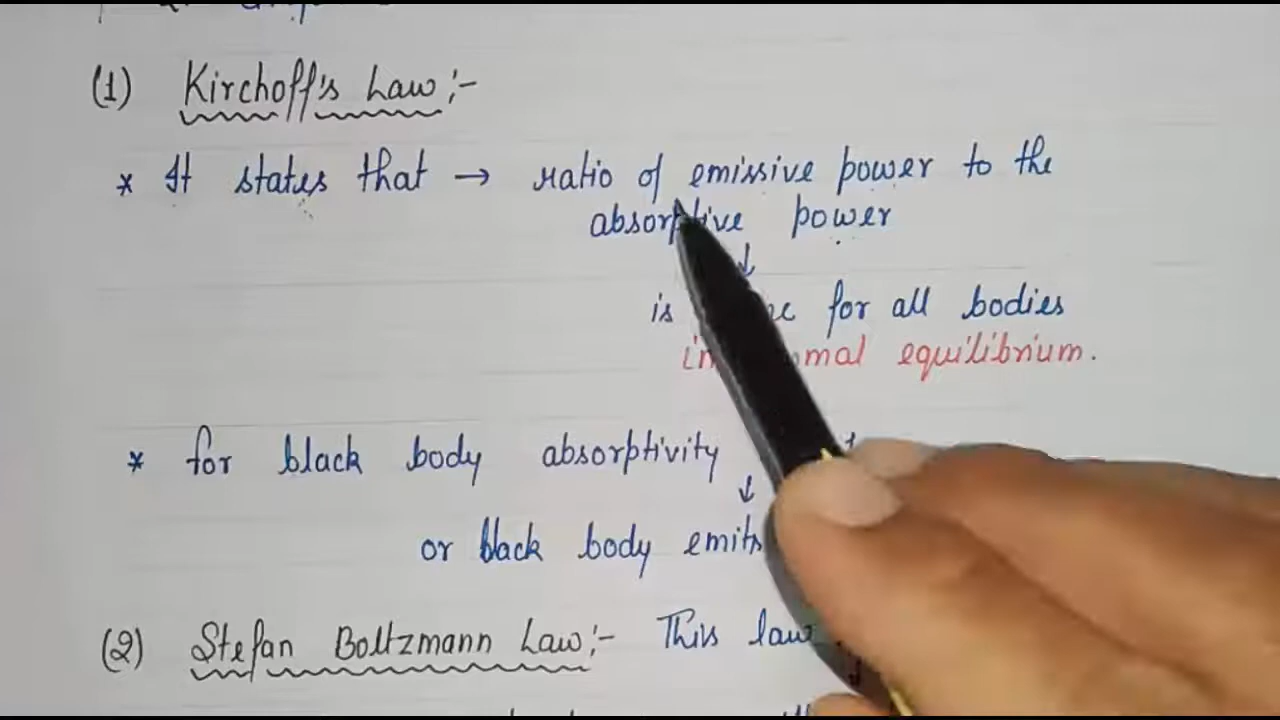 (1) Kirchoff's Law :-
* It states that → ratio of emissive power to the
absorptive power
↓
is for all bodies
equilibrium.
* for black body absorptivity
↓
or black body emits
(2) Stefan Boltzmann Law :- This law